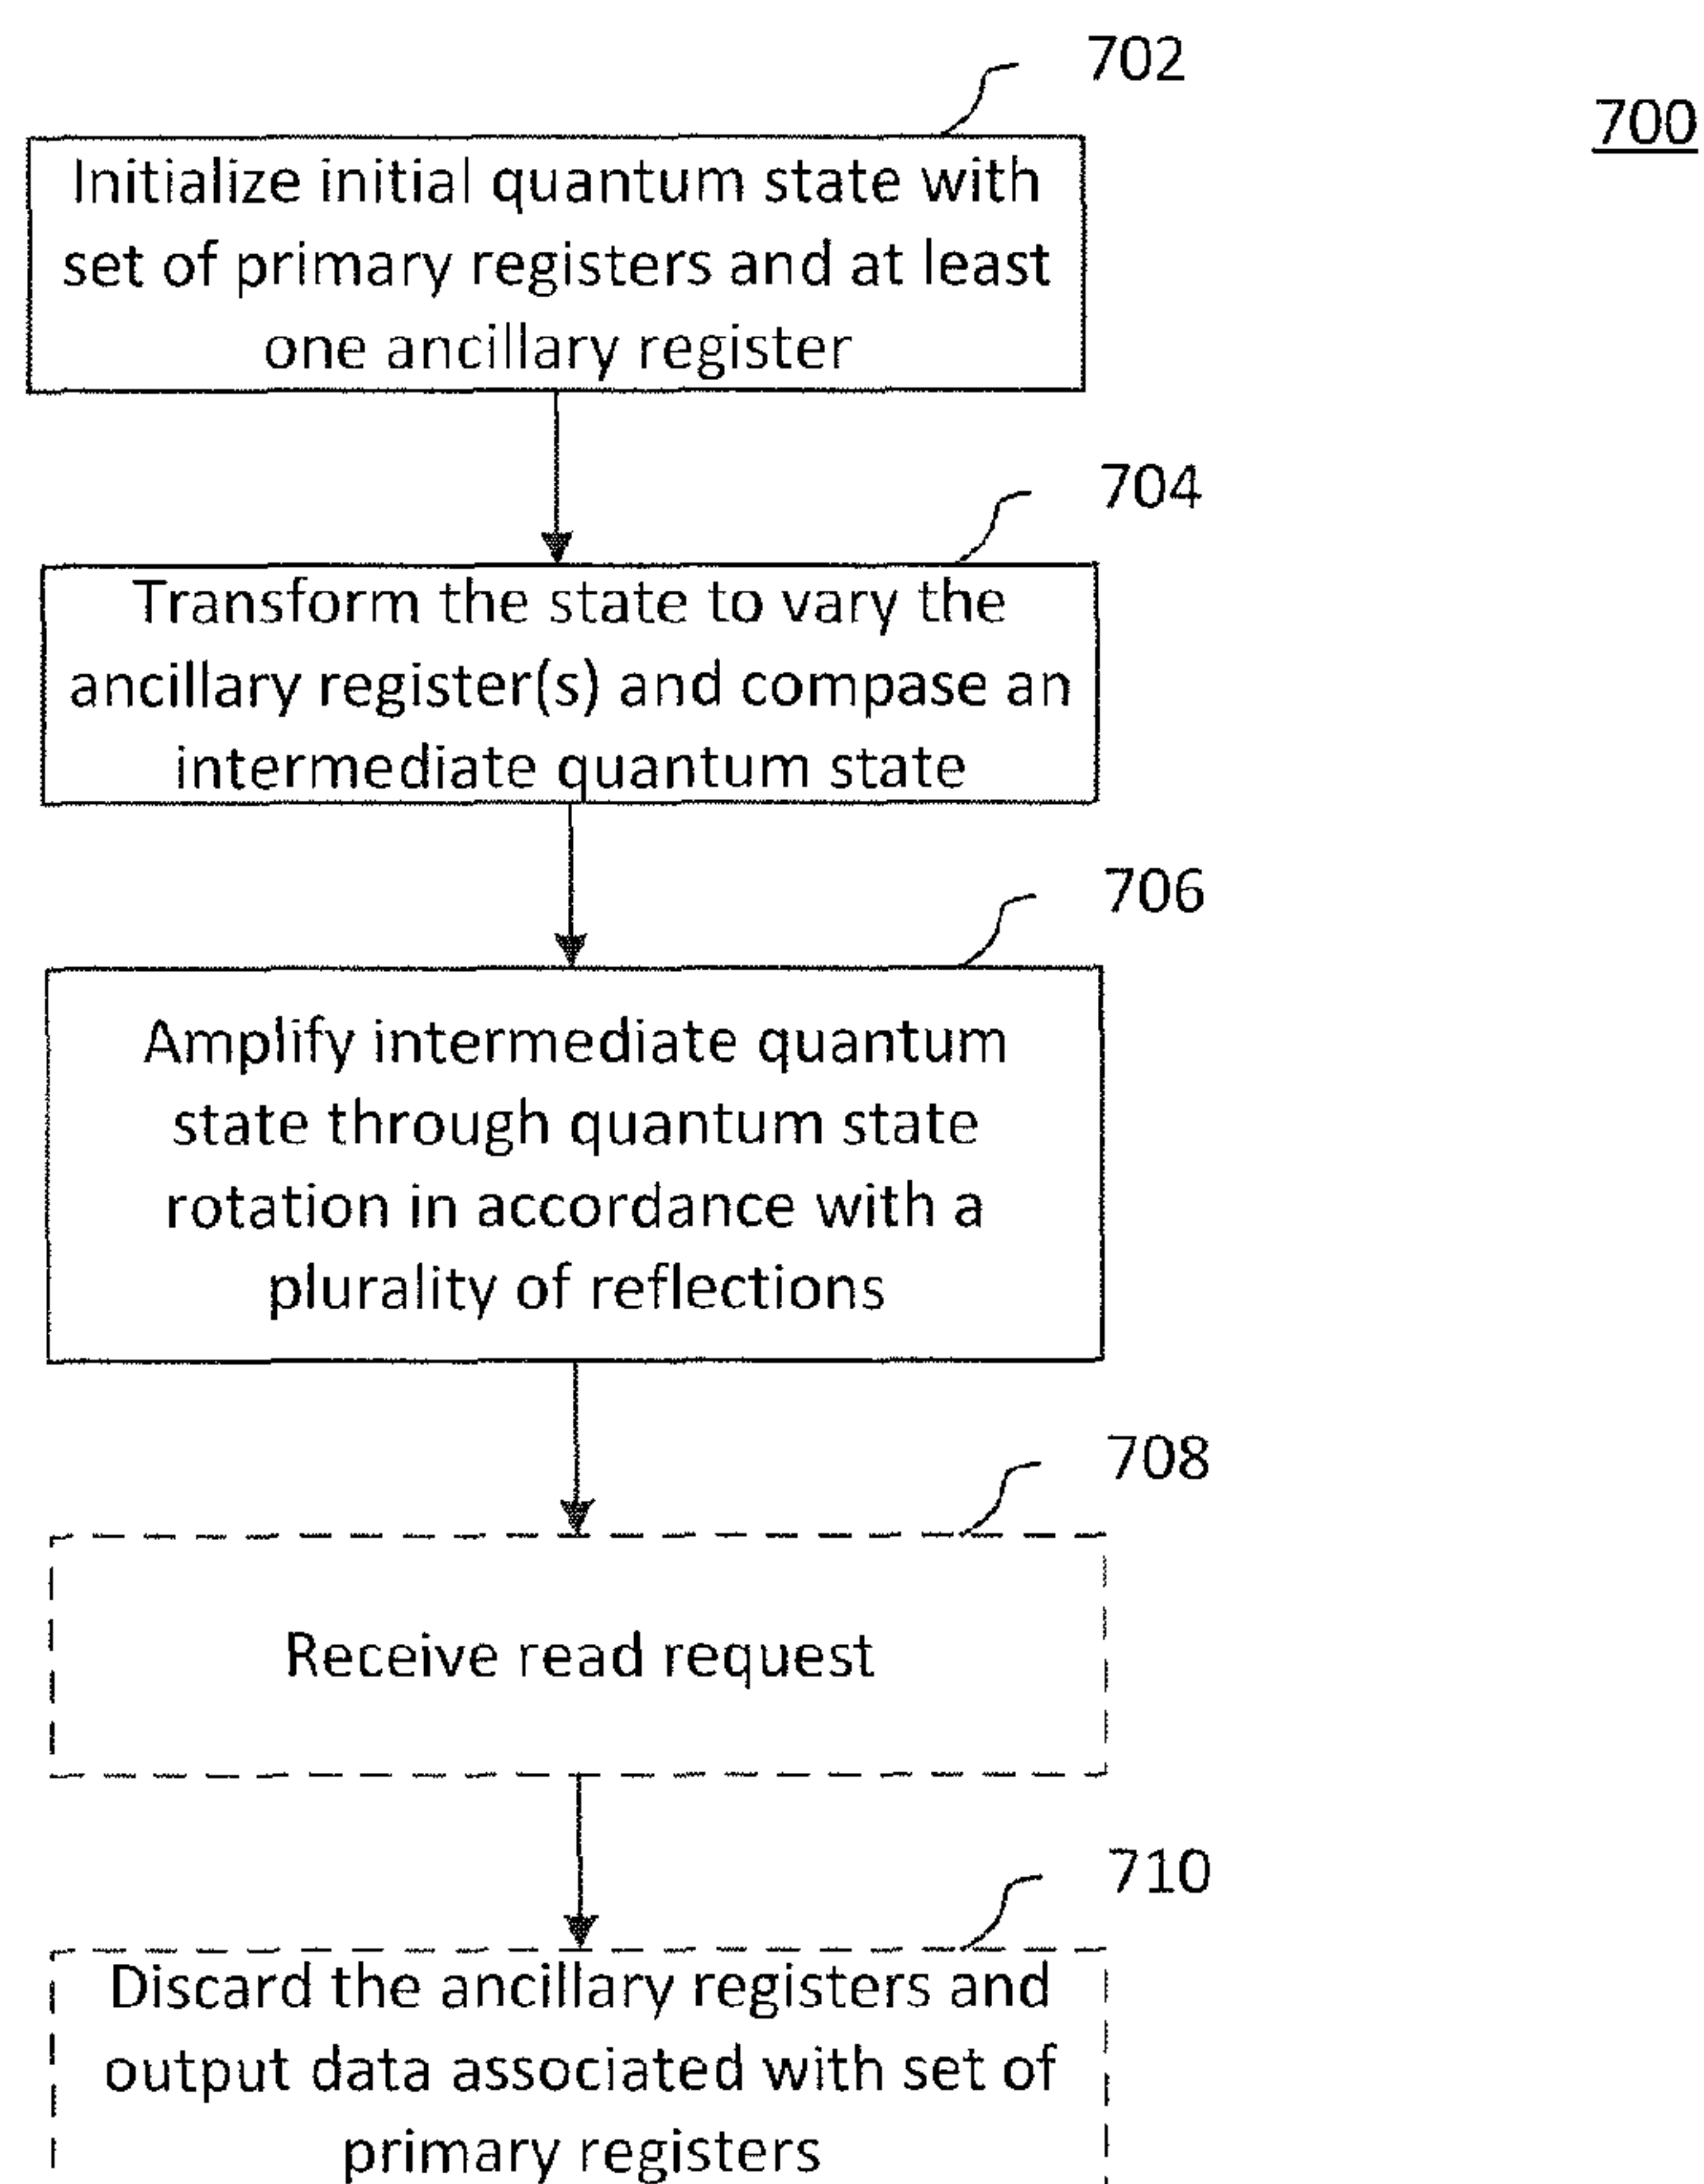 702
700
Initialize initial quantum state with
set of primary registers and at least
one ancillary register
704
Transform the state to vary the
ancillary register(s) and compase an
intermediate quantum state
706
Amplify intermediate quantum
state through quantum state
rotation in accordance with a
plurality of reflections
708
Receive read request
710
Discard the ancillary registers and
output data associated with set of
primary registers